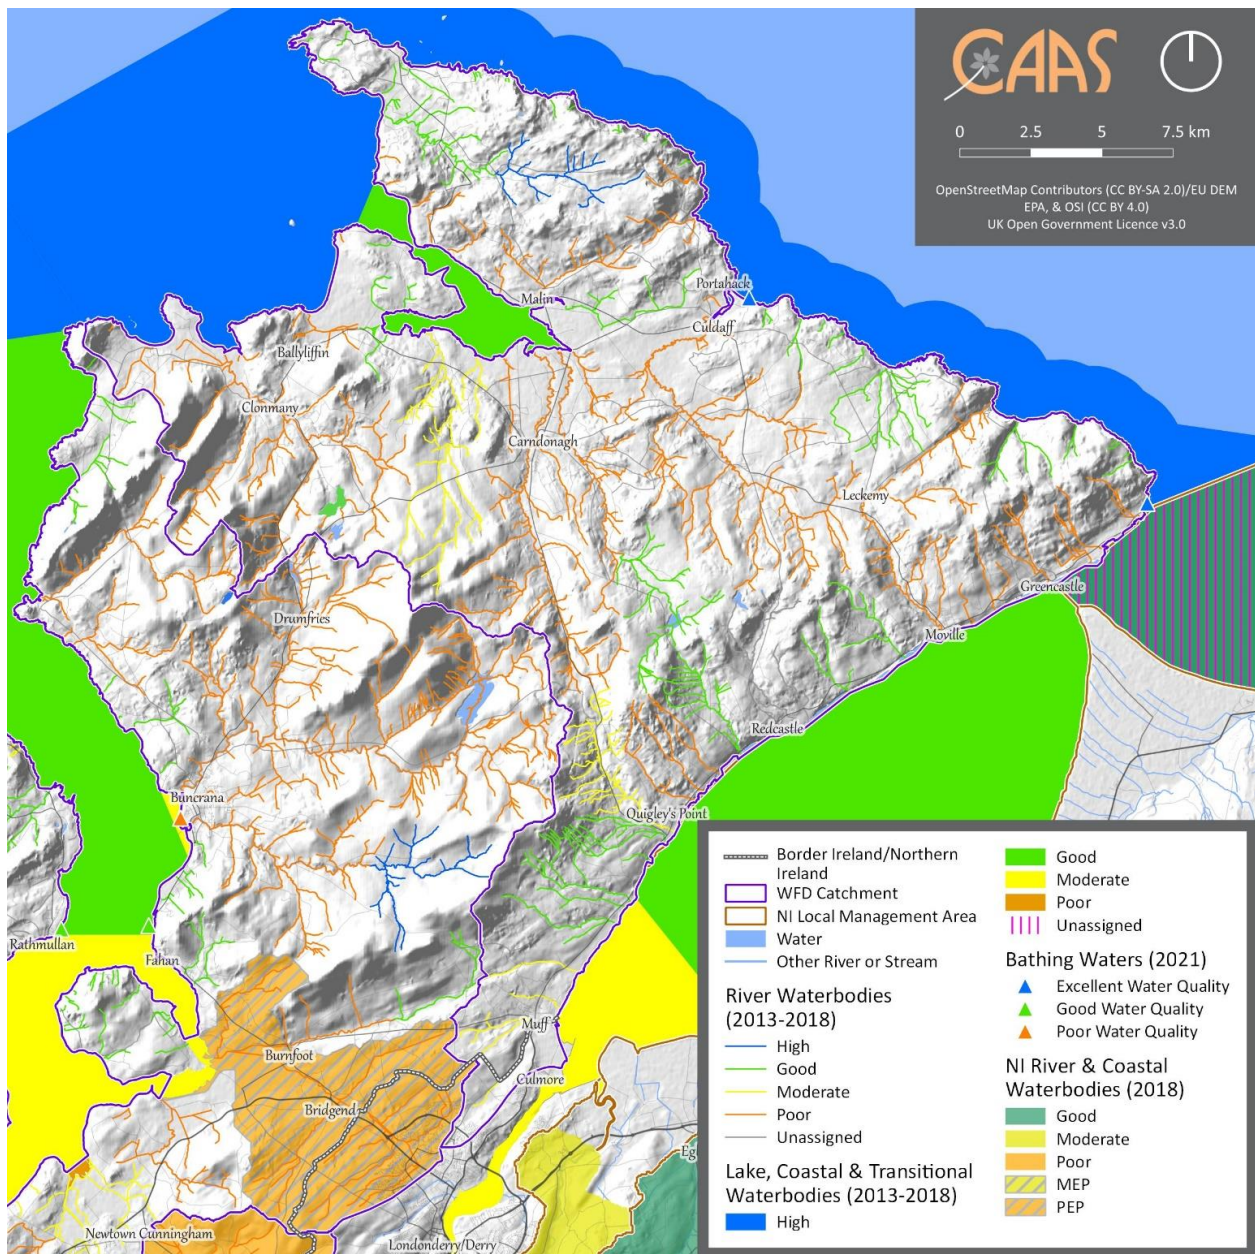 CAAS
0 2.5 5 7.5 km
OpenStreetMap Contributors (CC BY-SA 2.0)/EU DEM
EPA, & OSI (CC BY 4.0)
UK Open Government Licence v3.0
Portahack
Malin
Culdaff
Ballyliffin
Clonmany
Carndonagh
Leckemy
Greencastle
Drumfries
Moville
Redcastle
Buncrana
Quigley's Point
Rathmullan
Fahan
Muff
Burnfoot
Culmore
Bridgend
Newtown Cunningham
Londonderry/Derry
Egl
Border Ireland/Northern
Ireland
WFD Catchment
NI Local Management Area
Water
Other River or Stream
River Waterbodies
(2013-2018)
High
Good
Moderate
Poor
Unassigned
Lake, Coastal & Transitional
Waterbodies (2013-2018)
High
Good
Moderate
Poor
Unassigned
Bathing Waters (2021)
Excellent Water Quality
Good Water Quality
Poor Water Quality
NI River & Coastal
Waterbodies (2018)
Good
Moderate
Poor
MEP
PEP